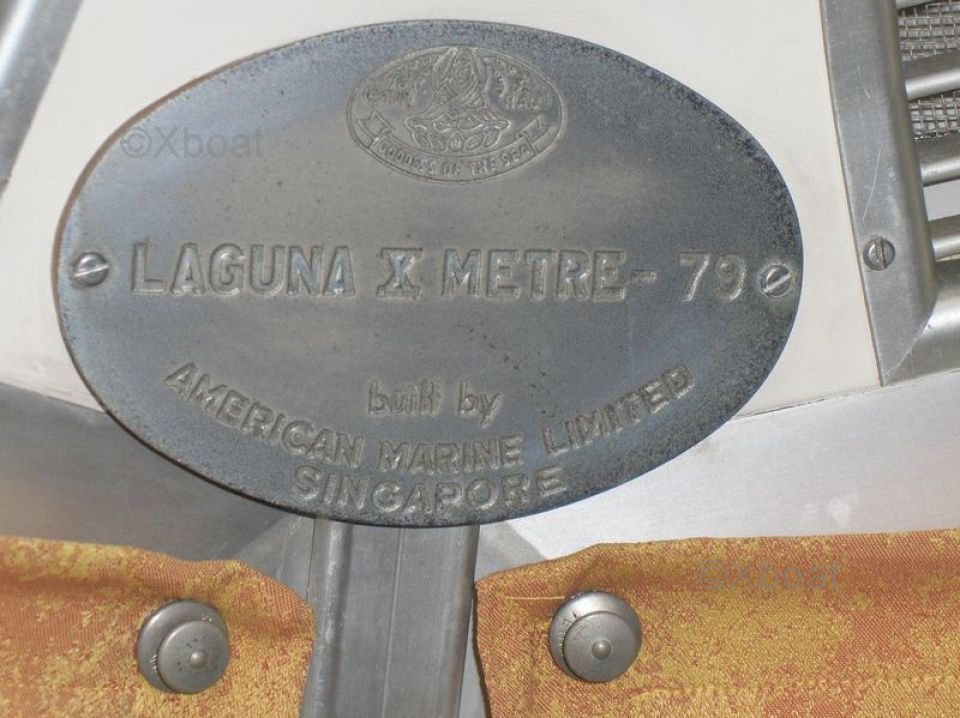 GODDESS OF THE SEA
©Xboat
LAGUNA X METRE- 79
built by
AMERICAN MARINE LIMITED
SINGAPORE
©Xboat